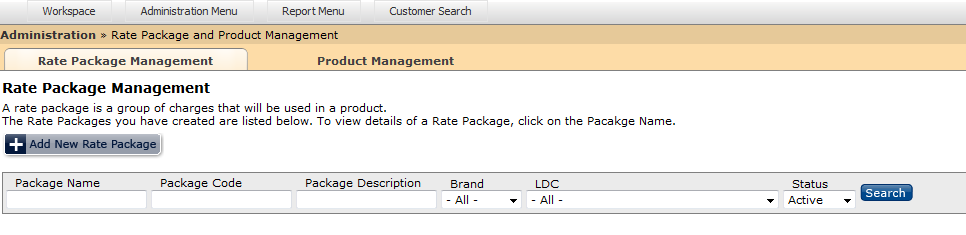 Workspace Administration Menu Report Menu Customer Search
Administration » Rate Package and Product Management
Rate Package Management Product Management
Rate Package Management
A rate package is a group of charges that will be used in a product.
The Rate Packages you have created are listed below. To view details of a Rate Package, click on the Pacakge Name.
Add New Rate Package
Package Name Package Code Package Description Brand LDC Status
- All - - All - Active Search